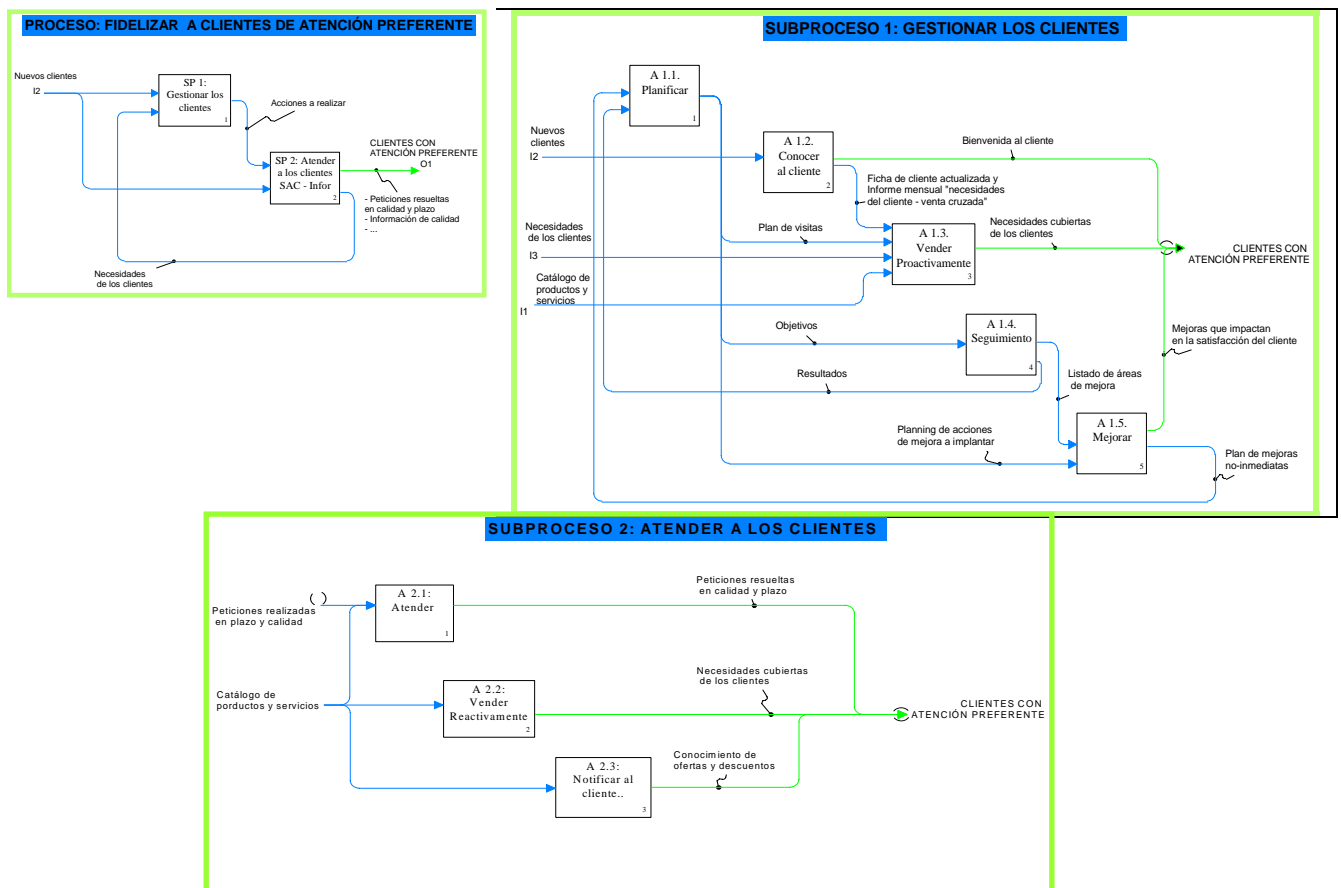 PROCESO: FIDELIZAR A CLIENTES DE ATENCIÓN PREFERENTE
Nuevos clientes
I2
SP 1:
Gestionar los
clientes
1
Acciones a realizar
SP 2: Atender
a los clientes
SAC - Infor
2
CLIENTES CON
ATENCIÓN PREFERENTE
O1
- Peticiones resueltas
en calidad y plazo
- Información de calidad
- ...
Necesidades
de los clientes
SUBPROCESO 1: GESTIONAR LOS CLIENTES
A 1.1.
Planificar
1
Nuevos
clientes
I2
A 1.2.
Conocer
al cliente
2
Bienvenida al cliente
Ficha de cliente actualizada y
Informe mensual "necesidades
del cliente - venta cruzada"
Necesidades
de los clientes
I3
Plan de visitas
A 1.3.
Vender
Proactivamente
3
Necesidades cubiertas
de los clientes
CLIENTES CON
ATENCIÓN PREFERENTE
Catálogo de
productos y
servicios
I1
Objetivos
A 1.4.
Seguimiento
4
Mejoras que impactan
en la satisfacción del cliente
Resultados
Listado de áreas
de mejora
Planning de acciones
de mejora a implantar
A 1.5.
Mejorar
5
Plan de mejoras
no-inmediatas
SUBPROCESO 2: ATENDER A LOS CLIENTES
Peticiones realizadas
en plazo y calidad
( )
A 2.1:
Atender
1
Peticiones resueltas
en calidad y plazo
Catálogo de
porductos y servicios
A 2.2:
Vender
Reactivamente
2
Necesidades cubiertas
de los clientes
CLIENTES CON
ATENCIÓN PREFERENTE
A 2.3:
Notificar al
cliente..
3
Conocimiento de
ofertas y descuentos